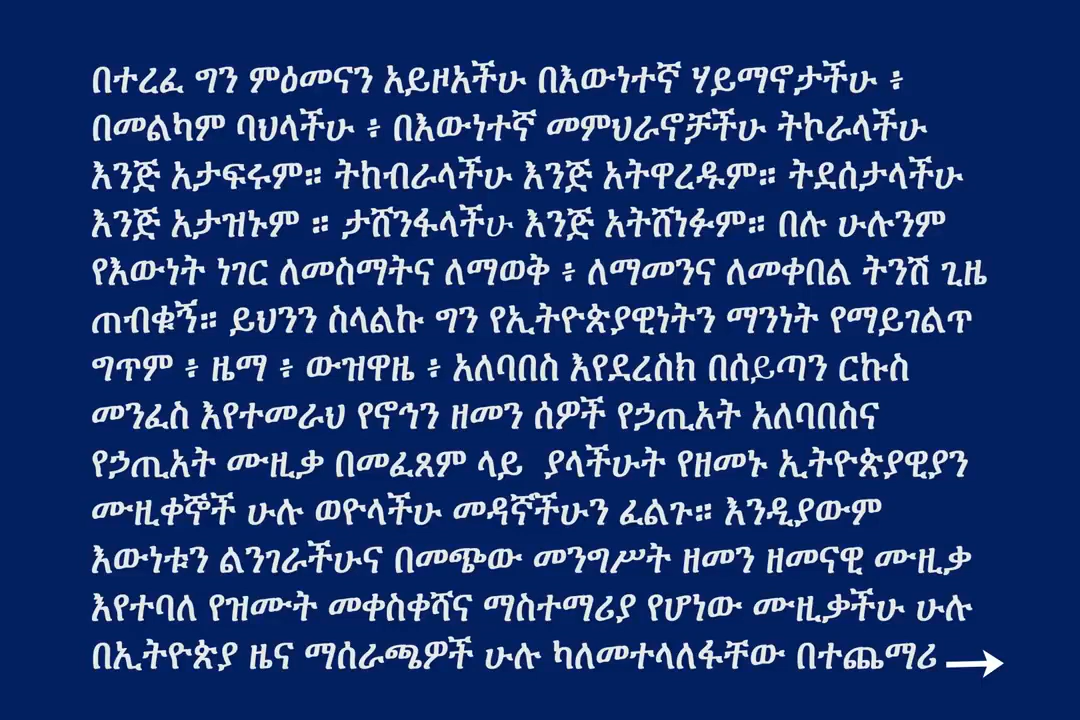 በተረፈ ግን ምዕመናን አይዞአችሁ በእውነተኛ ሃይማኖታችሁ ፥
በመልካም ባህላችሁ ፥ በእውነተኛ መምህራኖቻችሁ ትኮራላችሁ
እንጅ አታፍሩም። ትከብራላችሁ እንጅ አትዋረዱም። ትደሰታላችሁ
እንጅ አታዝኑም ። ታሸንፋላችሁ እንጅ አትሸነፉም። በሉ ሁሉንም
የእውነት ነገር ለመስማትና ለማወቅ ፥ ለማመንና ለመቀበል ትንሽ ጊዜ
ጠብቁኝ። ይህንን ስላልኩ ግን የኢትዮጵያዊነትን ማንነት የማይገልጥ
ግጥም ፥ ዜማ ፥ ውዝዋዜ ፥ አለባበስ እየደረስክ በሰይጣን ርኩስ
መንፈስ እየተመራህ የኖኅን ዘመን ሰዎች የኃጢአት አለባበስና
የኃጢአት ሙዚቃ በመፈጸም ላይ ያላችሁት የዘመኑ ኢትዮጵያዊያን
ሙዚቀኞች ሁሉ ወዮላችሁ መዳኛችሁን ፈልጉ። እንዲያውም
እውነቱን ልንገራችሁና በመጭው መንግሥት ዘመን ዘመናዊ ሙዚቃ
እየተባለ የዝሙት መቀስቀሻና ማስተማሪያ የሆነው ሙዚቃችሁ ሁሉ
በኢትዮጵያ ዜና ማሰራጫዎች ሁሉ ካለመተላለፋቸው በተጨማሪ